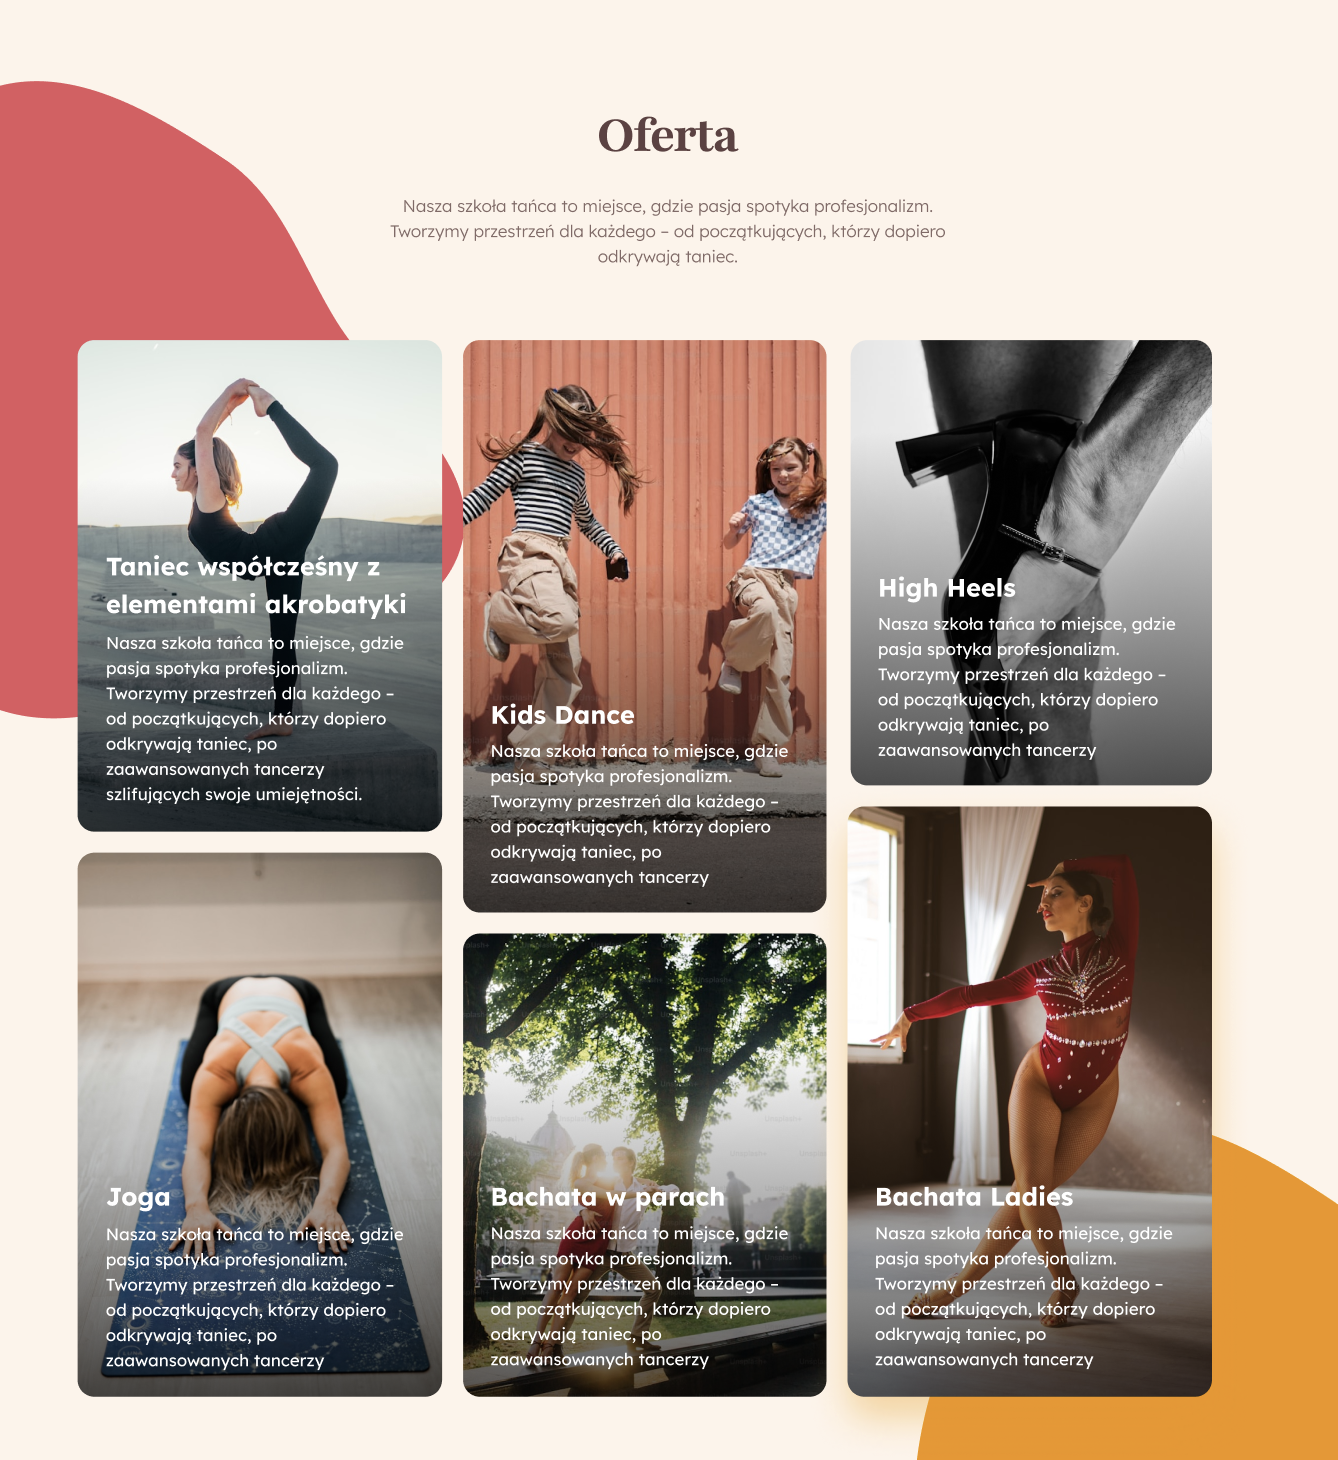 Oferta
Nasza szkoła tańca to miejsce, gdzie pasja spotyka profesjonalizm.
Tworzymy przestrzeń dla każdego – od początkujących, którzy dopiero
odkrywają taniec.
Taniec współcześny z
elementami akrobatyki
Nasza szkoła tańca to miejsce, gdzie
pasja spotyka profesjonalizm.
Tworzymy przestrzeń dla każdego –
od początkujących, którzy dopiero
odkrywają taniec, po
zaawansowanych tancerzy
szlifujących swoje umiejętności.
Kids Dance
Nasza szkoła tańca to miejsce, gdzie
pasja spotyka profesjonalizm.
Tworzymy przestrzeń dla każdego –
od początkujących, którzy dopiero
odkrywają taniec, po
zaawansowanych tancerzy
High Heels
Nasza szkoła tańca to miejsce, gdzie
pasja spotyka profesjonalizm.
Tworzymy przestrzeń dla każdego –
od początkujących, którzy dopiero
odkrywają taniec, po
zaawansowanych tancerzy
Joga
Nasza szkoła tańca to miejsce, gdzie
pasja spotyka profesjonalizm.
Tworzymy przestrzeń dla każdego –
od początkujących, którzy dopiero
odkrywają taniec, po
zaawansowanych tancerzy
Bachata w parach
Nasza szkoła tańca to miejsce, gdzie
pasja spotyka profesjonalizm.
Tworzymy przestrzeń dla każdego –
od początkujących, którzy dopiero
odkrywają taniec, po
zaawansowanych tancerzy
Bachata Ladies
Nasza szkoła tańca to miejsce, gdzie
pasja spotyka profesjonalizm.
Tworzymy przestrzeń dla każdego –
od początkujących, którzy dopiero
odkrywają taniec, po
zaawansowanych tancerzy